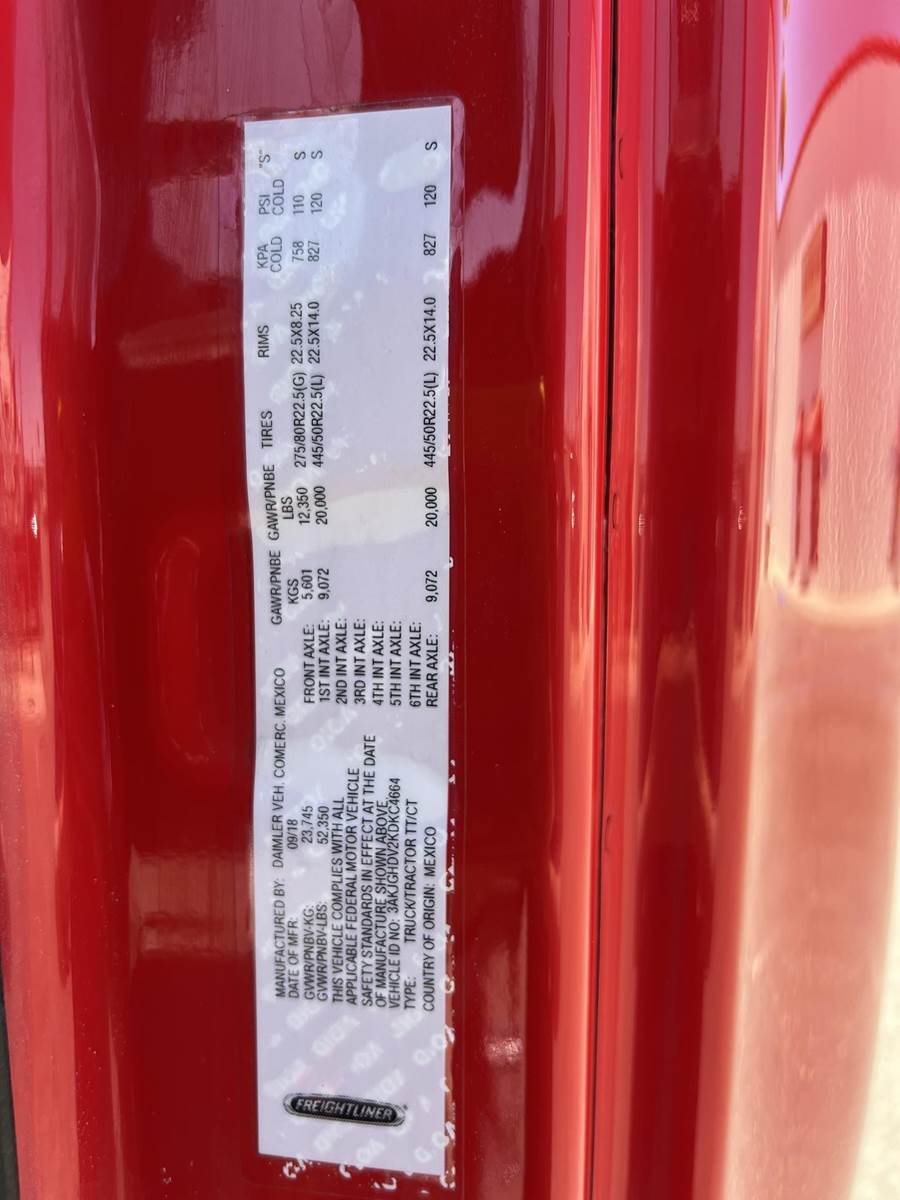 FREIGHTLINER
MANUFACTURED BY: DAIMLER VEH. COMERC. MEXICO
DATE OF MFR: 09/18
GVWR/PNBV-KG: 23,745
GVWR/PNBV-LBS: 52,350
THIS VEHICLE COMPLIES WITH ALL
APPLICABLE FEDERAL MOTOR VEHICLE
SAFETY STANDARDS IN EFFECT AT THE DATE
OF MANUFACTURE SHOWN ABOVE.
VEHICLE ID NO: 3AKJGHDV2KDKC4664
TYPE: TRUCK/TRACTOR TT/CT
COUNTRY OF ORIGIN: MEXICO
GAWR/PNBE GAWR/PNBE TIRES RIMS KPA PSI "S"
KGS LBS COLD COLD
FRONT AXLE: 5,601 12,350 275/80R22.5(G) 22.5X8.25 758 110 S
1ST INT AXLE: 9,072 20,000 445/50R22.5(L) 22.5X14.0 827 120 S
2ND INT AXLE:
3RD INT AXLE:
4TH INT AXLE:
5TH INT AXLE:
6TH INT AXLE:
REAR AXLE: 9,072 20,000 445/50R22.5(L) 22.5X14.0 827 120 S